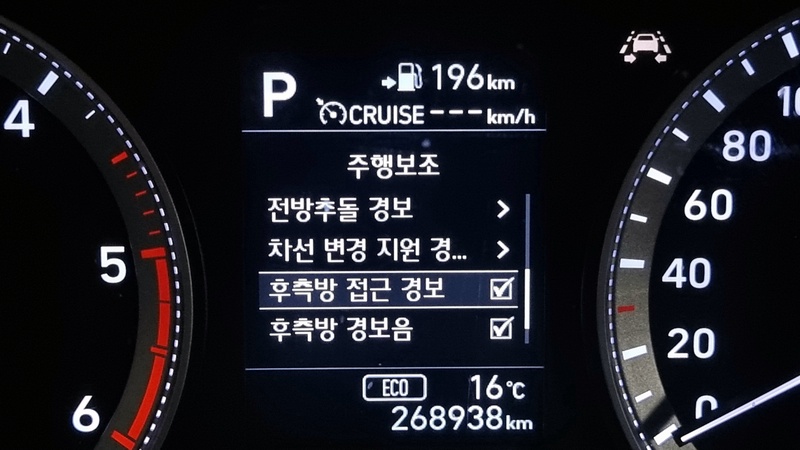 P
196km
CRUISE---km/h
주행보조
전방추돌 경보
차선 변경 지원 경...
후측방 접근 경보
후측방 경보음
ECO 16℃
268938km
4
5
6
80
60
40
20
0